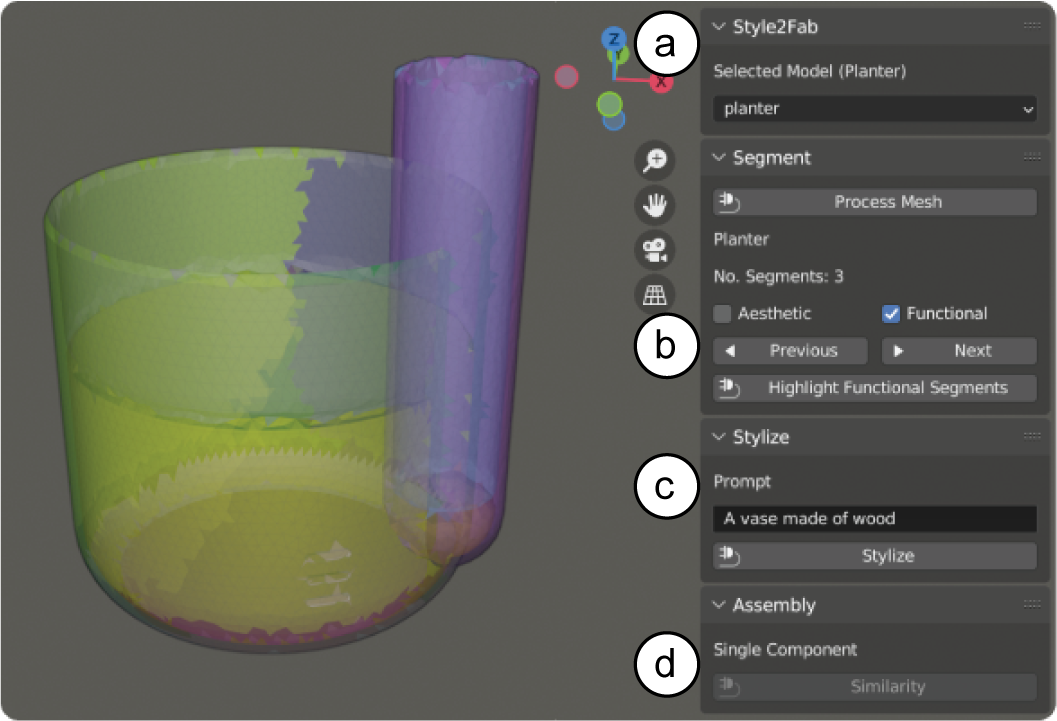 Z
Y
X
a
Style2Fab
Selected Model (Planter)
planter
Segment
Process Mesh
Planter
No. Segments: 3
Aesthetic
Functional
b
Previous
Next
Highlight Functional Segments
Stylize
c
Prompt
A vase made of wood
Stylize
Assembly
d
Single Component
Similarity